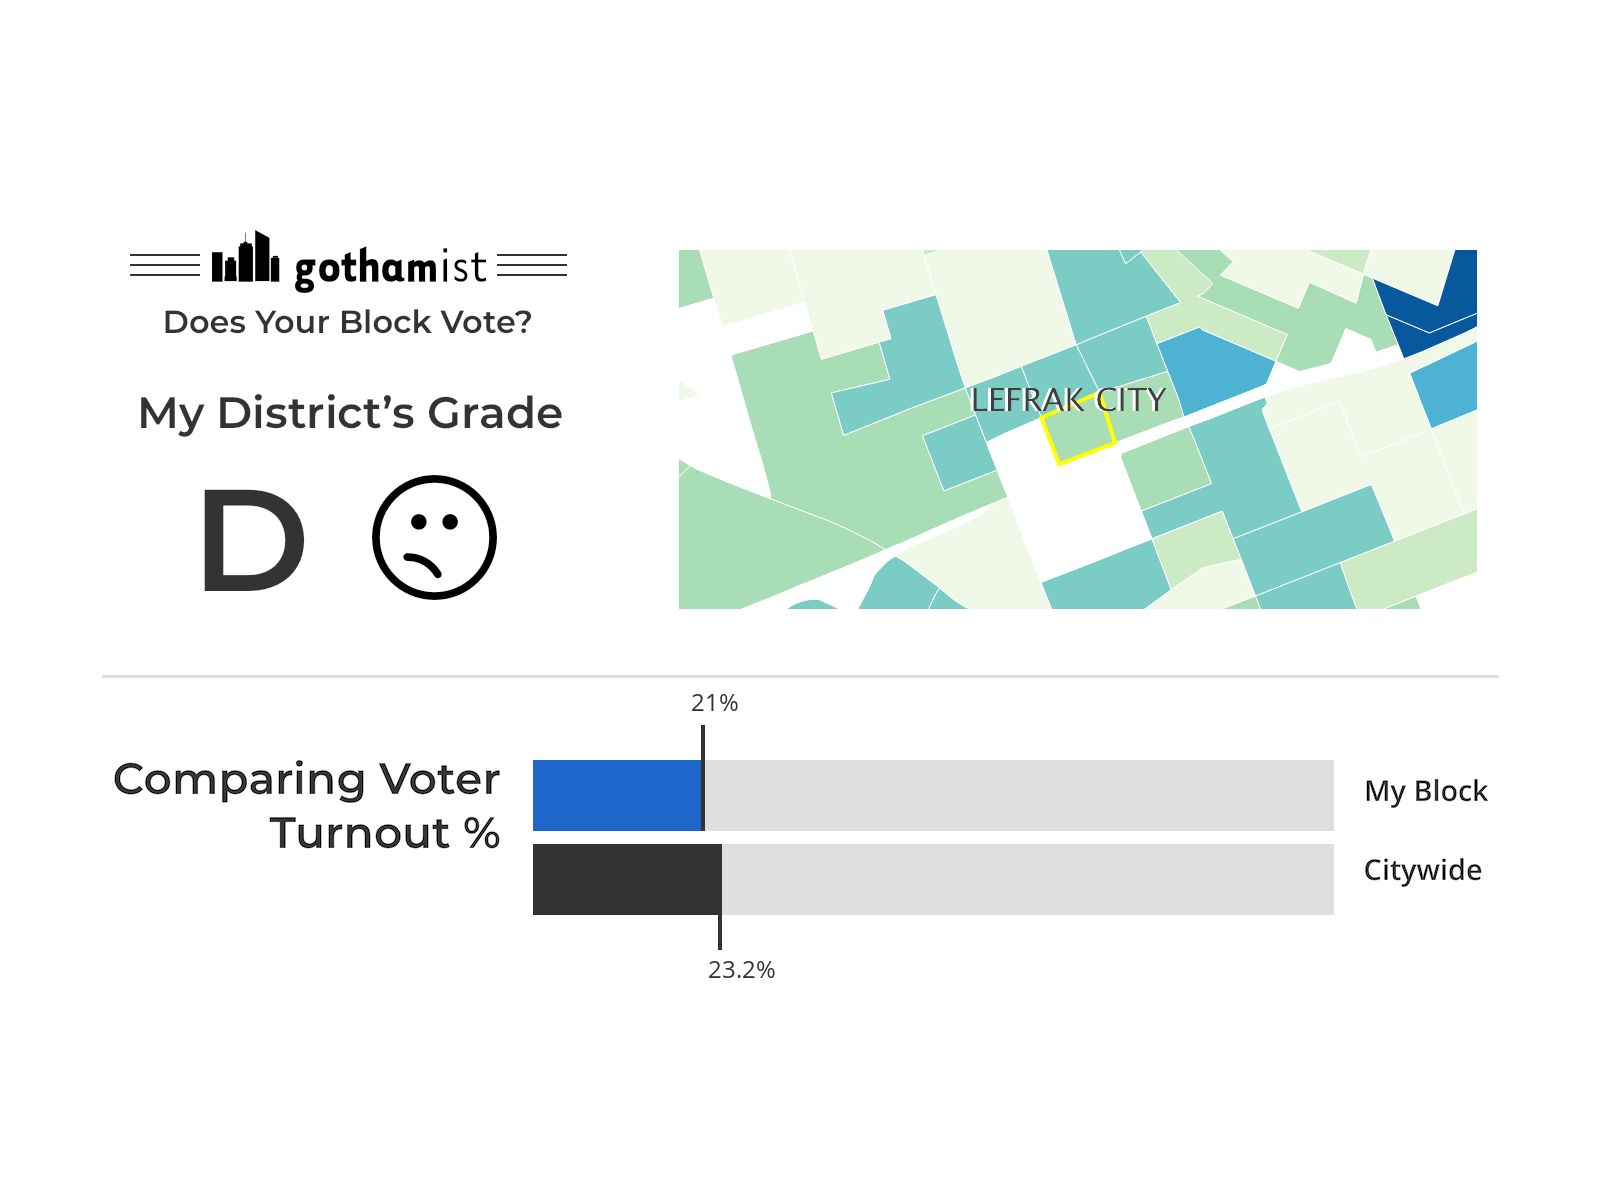 gothamist
Does Your Block Vote?
My District’s Grade
D
LEFRAK CITY
21%
Comparing Voter
Turnout %
My Block
Citywide
23.2%